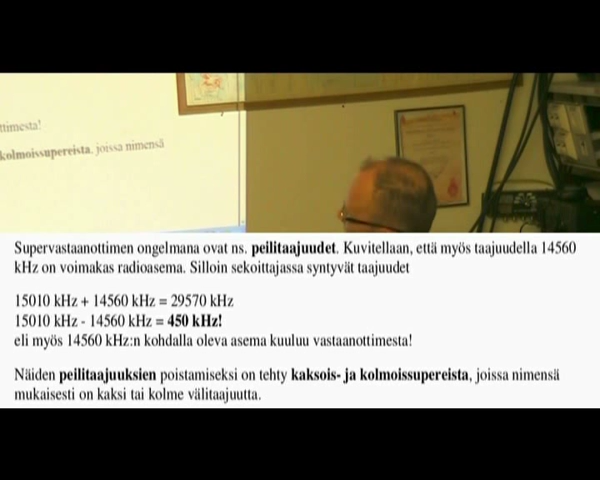 ttimesta!
kolmoissupereista, joissa nimensä
Supervastaanottimen ongelmana ovat ns. peilitaajuudet. Kuvitellaan, että myös taajuudella 14560
kHz on voimakas radioasema. Silloin sekoittajassa syntyvät taajuudet
15010 kHz + 14560 kHz = 29570 kHz
15010 kHz - 14560 kHz = 450 kHz!
eli myös 14560 kHz:n kohdalla oleva asema kuuluu vastaanottimesta!
Näiden peilitaajuuksien poistamiseksi on tehty kaksois- ja kolmoissupereista, joissa nimensä
mukaisesti on kaksi tai kolme välitaajuutta.